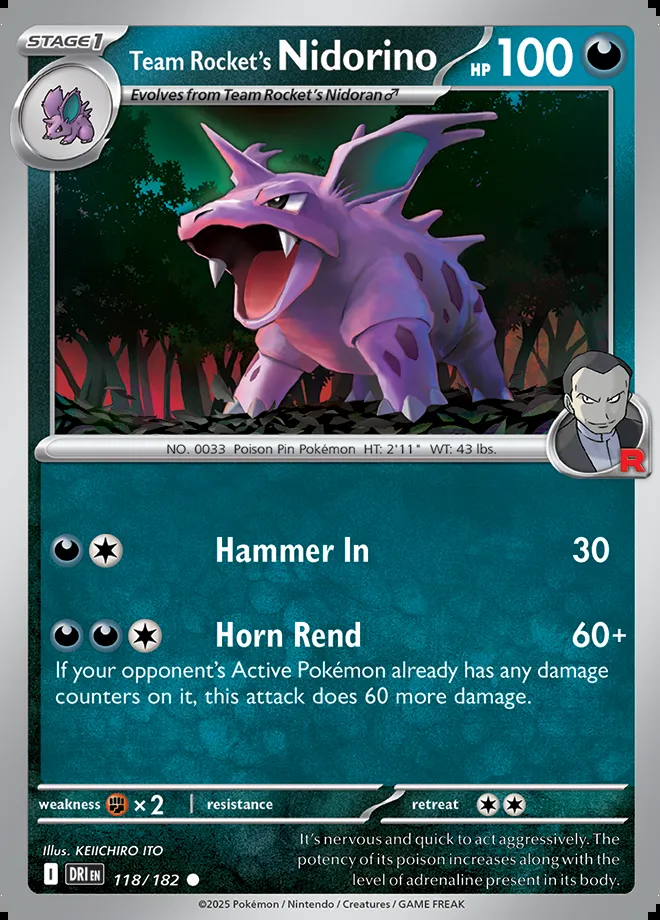 STAGE1
Team Rocket's Nidorino HP 100
Evolves from Team Rocket's Nidoran♂
R
NO. 0033 Poison Pin Pokémon HT: 2'11" WT: 43 lbs.
Hammer In 30
Horn Rend 60+
If your opponent's Active Pokémon already has any damage
counters on it, this attack does 60 more damage.
weakness ×2 resistance retreat
Illus. KEIICHIRO ITO
It's nervous and quick to act aggressively. The
potency of its poison increases along with the
level of adrenaline present in its body.
I DRI EN 118/182
©2025 Pokémon / Nintendo / Creatures / GAME FREAK